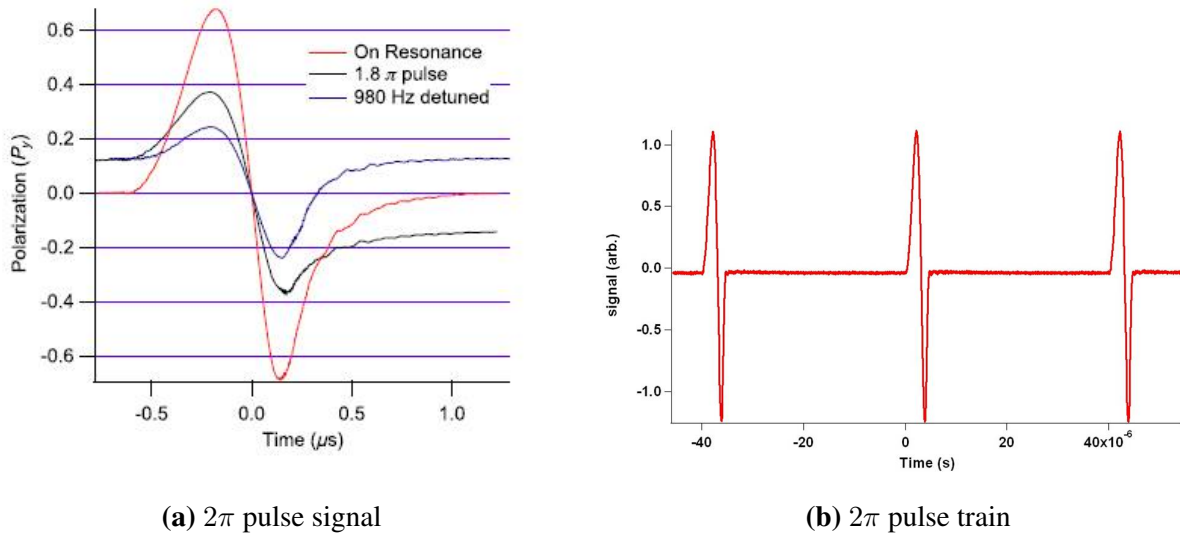 0.6
0.4
0.2
0.0
-0.2
-0.4
-0.6
Polarization (Py)
On Resonance
1.8 π pulse
980 Hz detuned
-0.5
0.0
0.5
1.0
Time (μs)
(a) 2π pulse signal
1.0
0.5
0.0
-0.5
-1.0
signal (arb.)
-40
-20
0
20
40x10⁻⁶
Time (s)
(b) 2π pulse train